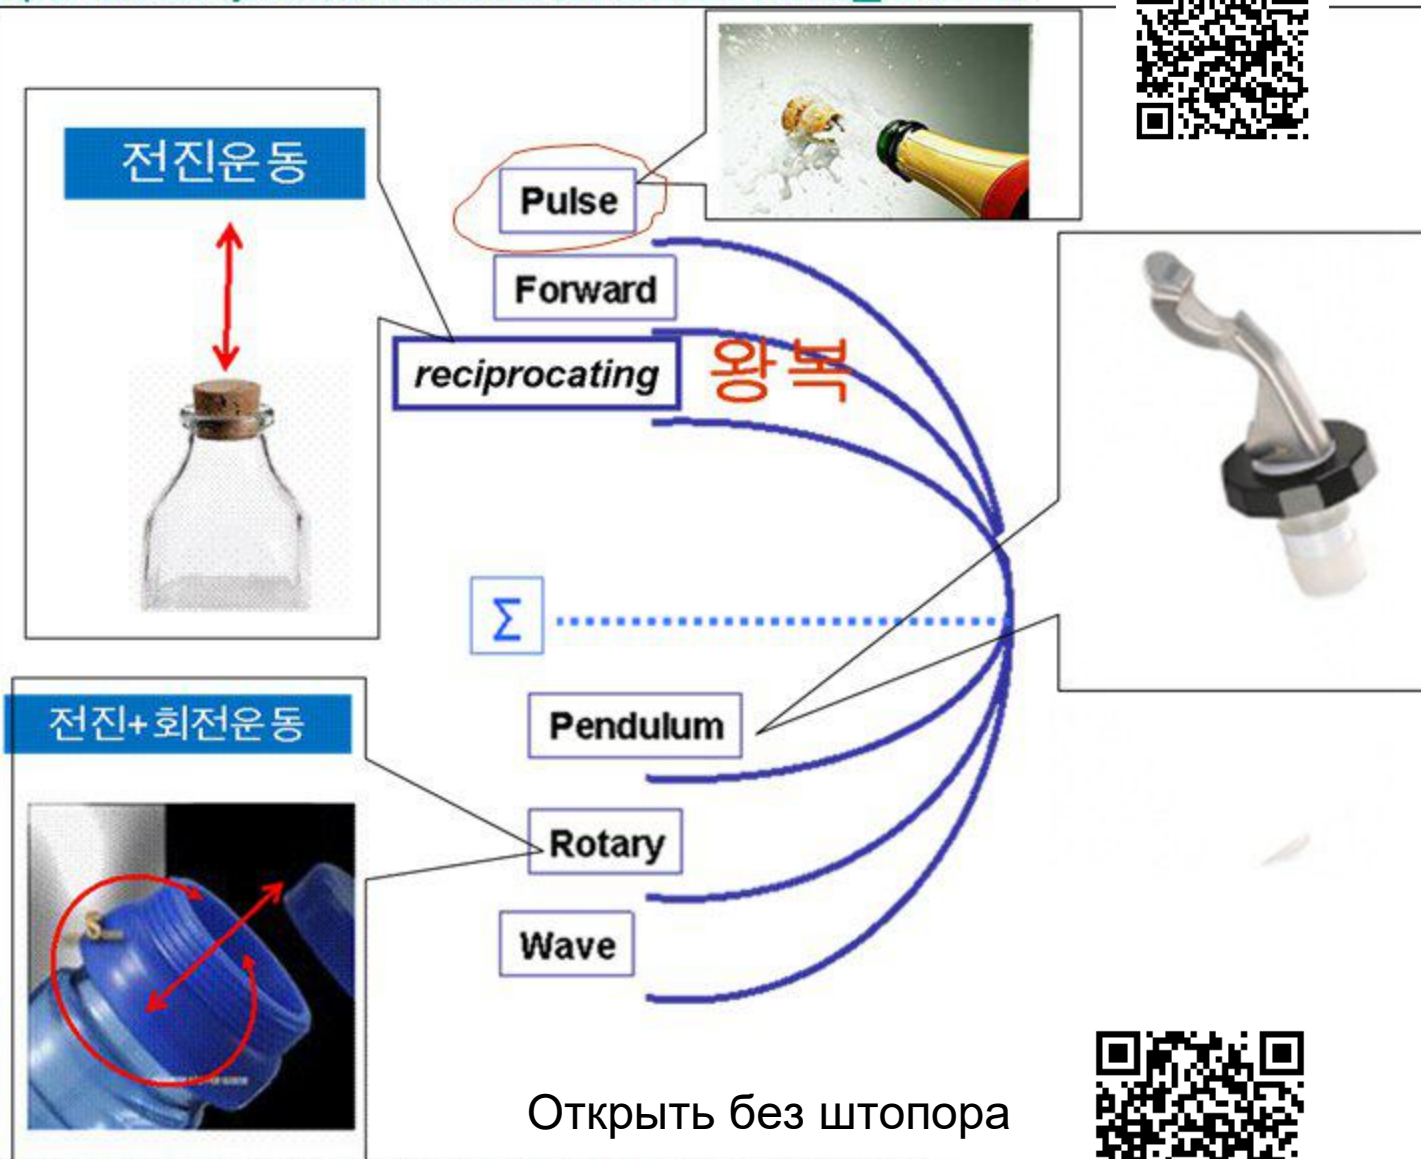 전진운동
Pulse
Forward
reciprocating
왕복
Σ
전진+회전운동
Pendulum
Rotary
Wave
Открыть без штопора